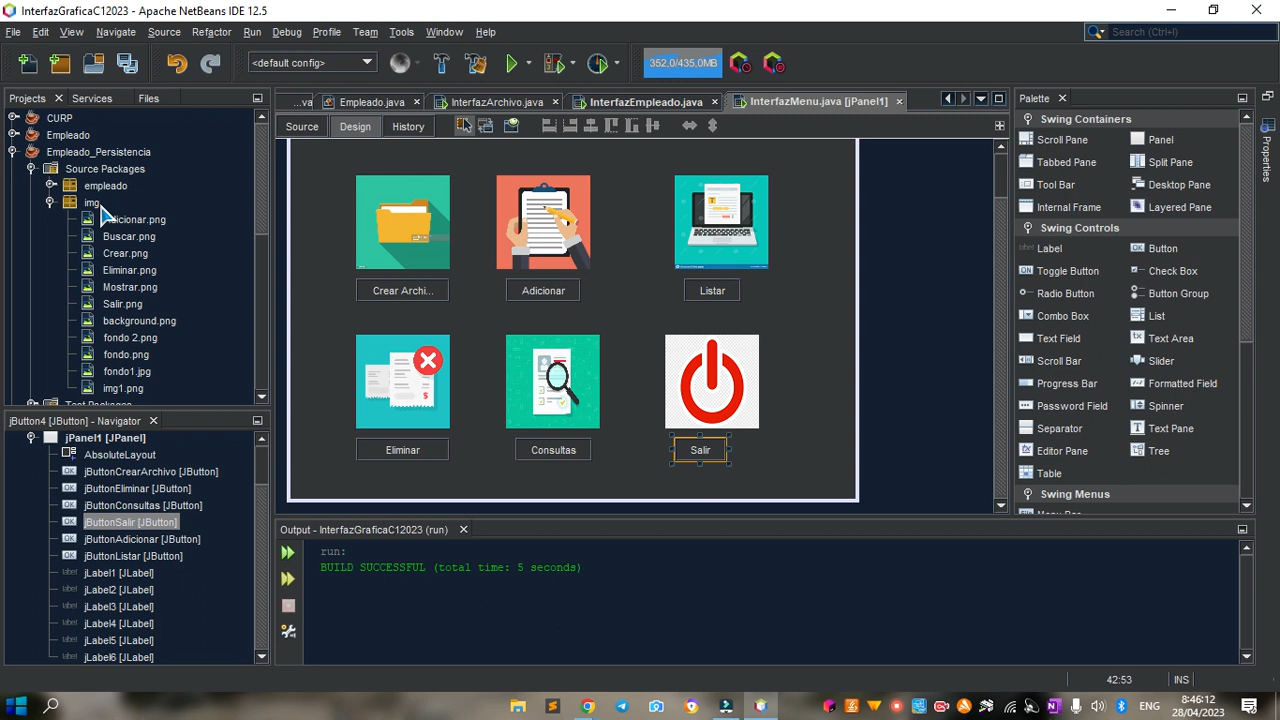 InterfazGraficaC12023 - Apache NetBeans IDE 12.5
File Edit View Navigate Source Refactor Run Debug Profile Team Tools Window Help
Search (Ctrl+I)
<default config>
352,0/435,0MB
Projects Services Files
CURP
Empleado
Empleado_Persistencia
Source Packages
empleado
img
dicionar.png
Buscar.png
Crear.png
Eliminar.png
Mostrar.png
Salir.png
background.png
fondo 2.png
fondo.png
fondo1.jpg
img1.png
jButton4 [JButton] - Navigator
jPanel1 [JPanel]
AbsoluteLayout
jButtonCrearArchivo [JButton]
jButtonEliminar [JButton]
jButtonConsultas [JButton]
jButtonSalir [JButton]
jButtonAdicionar [JButton]
jButtonListar [JButton]
jLabel1 [JLabel]
jLabel2 [JLabel]
jLabel3 [JLabel]
jLabel4 [JLabel]
jLabel5 [JLabel]
jLabel6 [JLabel]
...va Empleado.java InterfazArchivo.java InterfazEmpleado.java InterfazMenu.java [jPanel1]
Source Design History
Crear Archi... Adicionar Listar
Eliminar Consultas Salir
Output - InterfazGraficaC12023 (run)
run:
BUILD SUCCESSFUL (total time: 5 seconds)
Palette
Swing Containers
Scroll Pane Panel
Tabbed Pane Split Pane
Tool Bar Desktop Pane
Internal Frame Layered Pane
Swing Controls
Label Button
Toggle Button Check Box
Radio Button Button Group
Combo Box List
Text Field Text Area
Scroll Bar Slider
Progress Bar Formatted Field
Password Field Spinner
Separator Text Pane
Editor Pane Tree
Table
Swing Menus
Properties
42:53 INS
ENG
8:46:12
28/04/2023